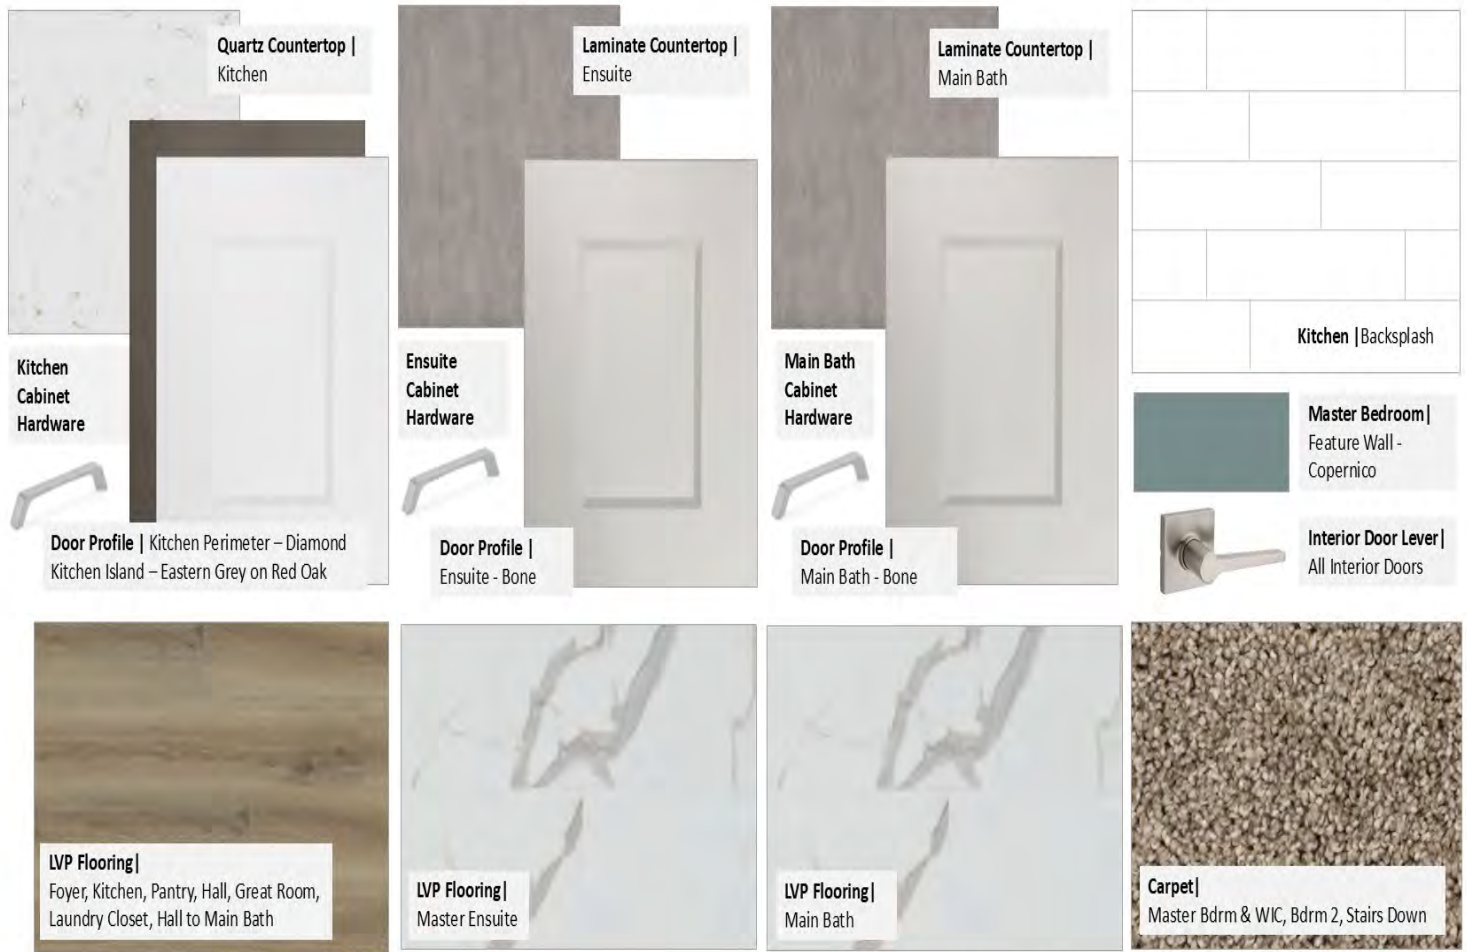 Quartz Countertop |
Kitchen
Laminate Countertop |
Ensuite
Laminate Countertop |
Main Bath
Kitchen |Backsplash
Kitchen
Cabinet
Hardware
Ensuite
Cabinet
Hardware
Main Bath
Cabinet
Hardware
Master Bedroom|
Feature Wall -
Copernico
Door Profile | Kitchen Perimeter – Diamond
Kitchen Island – Eastern Grey on Red Oak
Door Profile |
Ensuite - Bone
Door Profile |
Main Bath - Bone
Interior Door Lever|
All Interior Doors
LVP Flooring|
Foyer, Kitchen, Pantry, Hall, Great Room,
Laundry Closet, Hall to Main Bath
LVP Flooring|
Master Ensuite
LVP Flooring|
Main Bath
Carpet|
Master Bdrm & WIC, Bdrm 2, Stairs Down